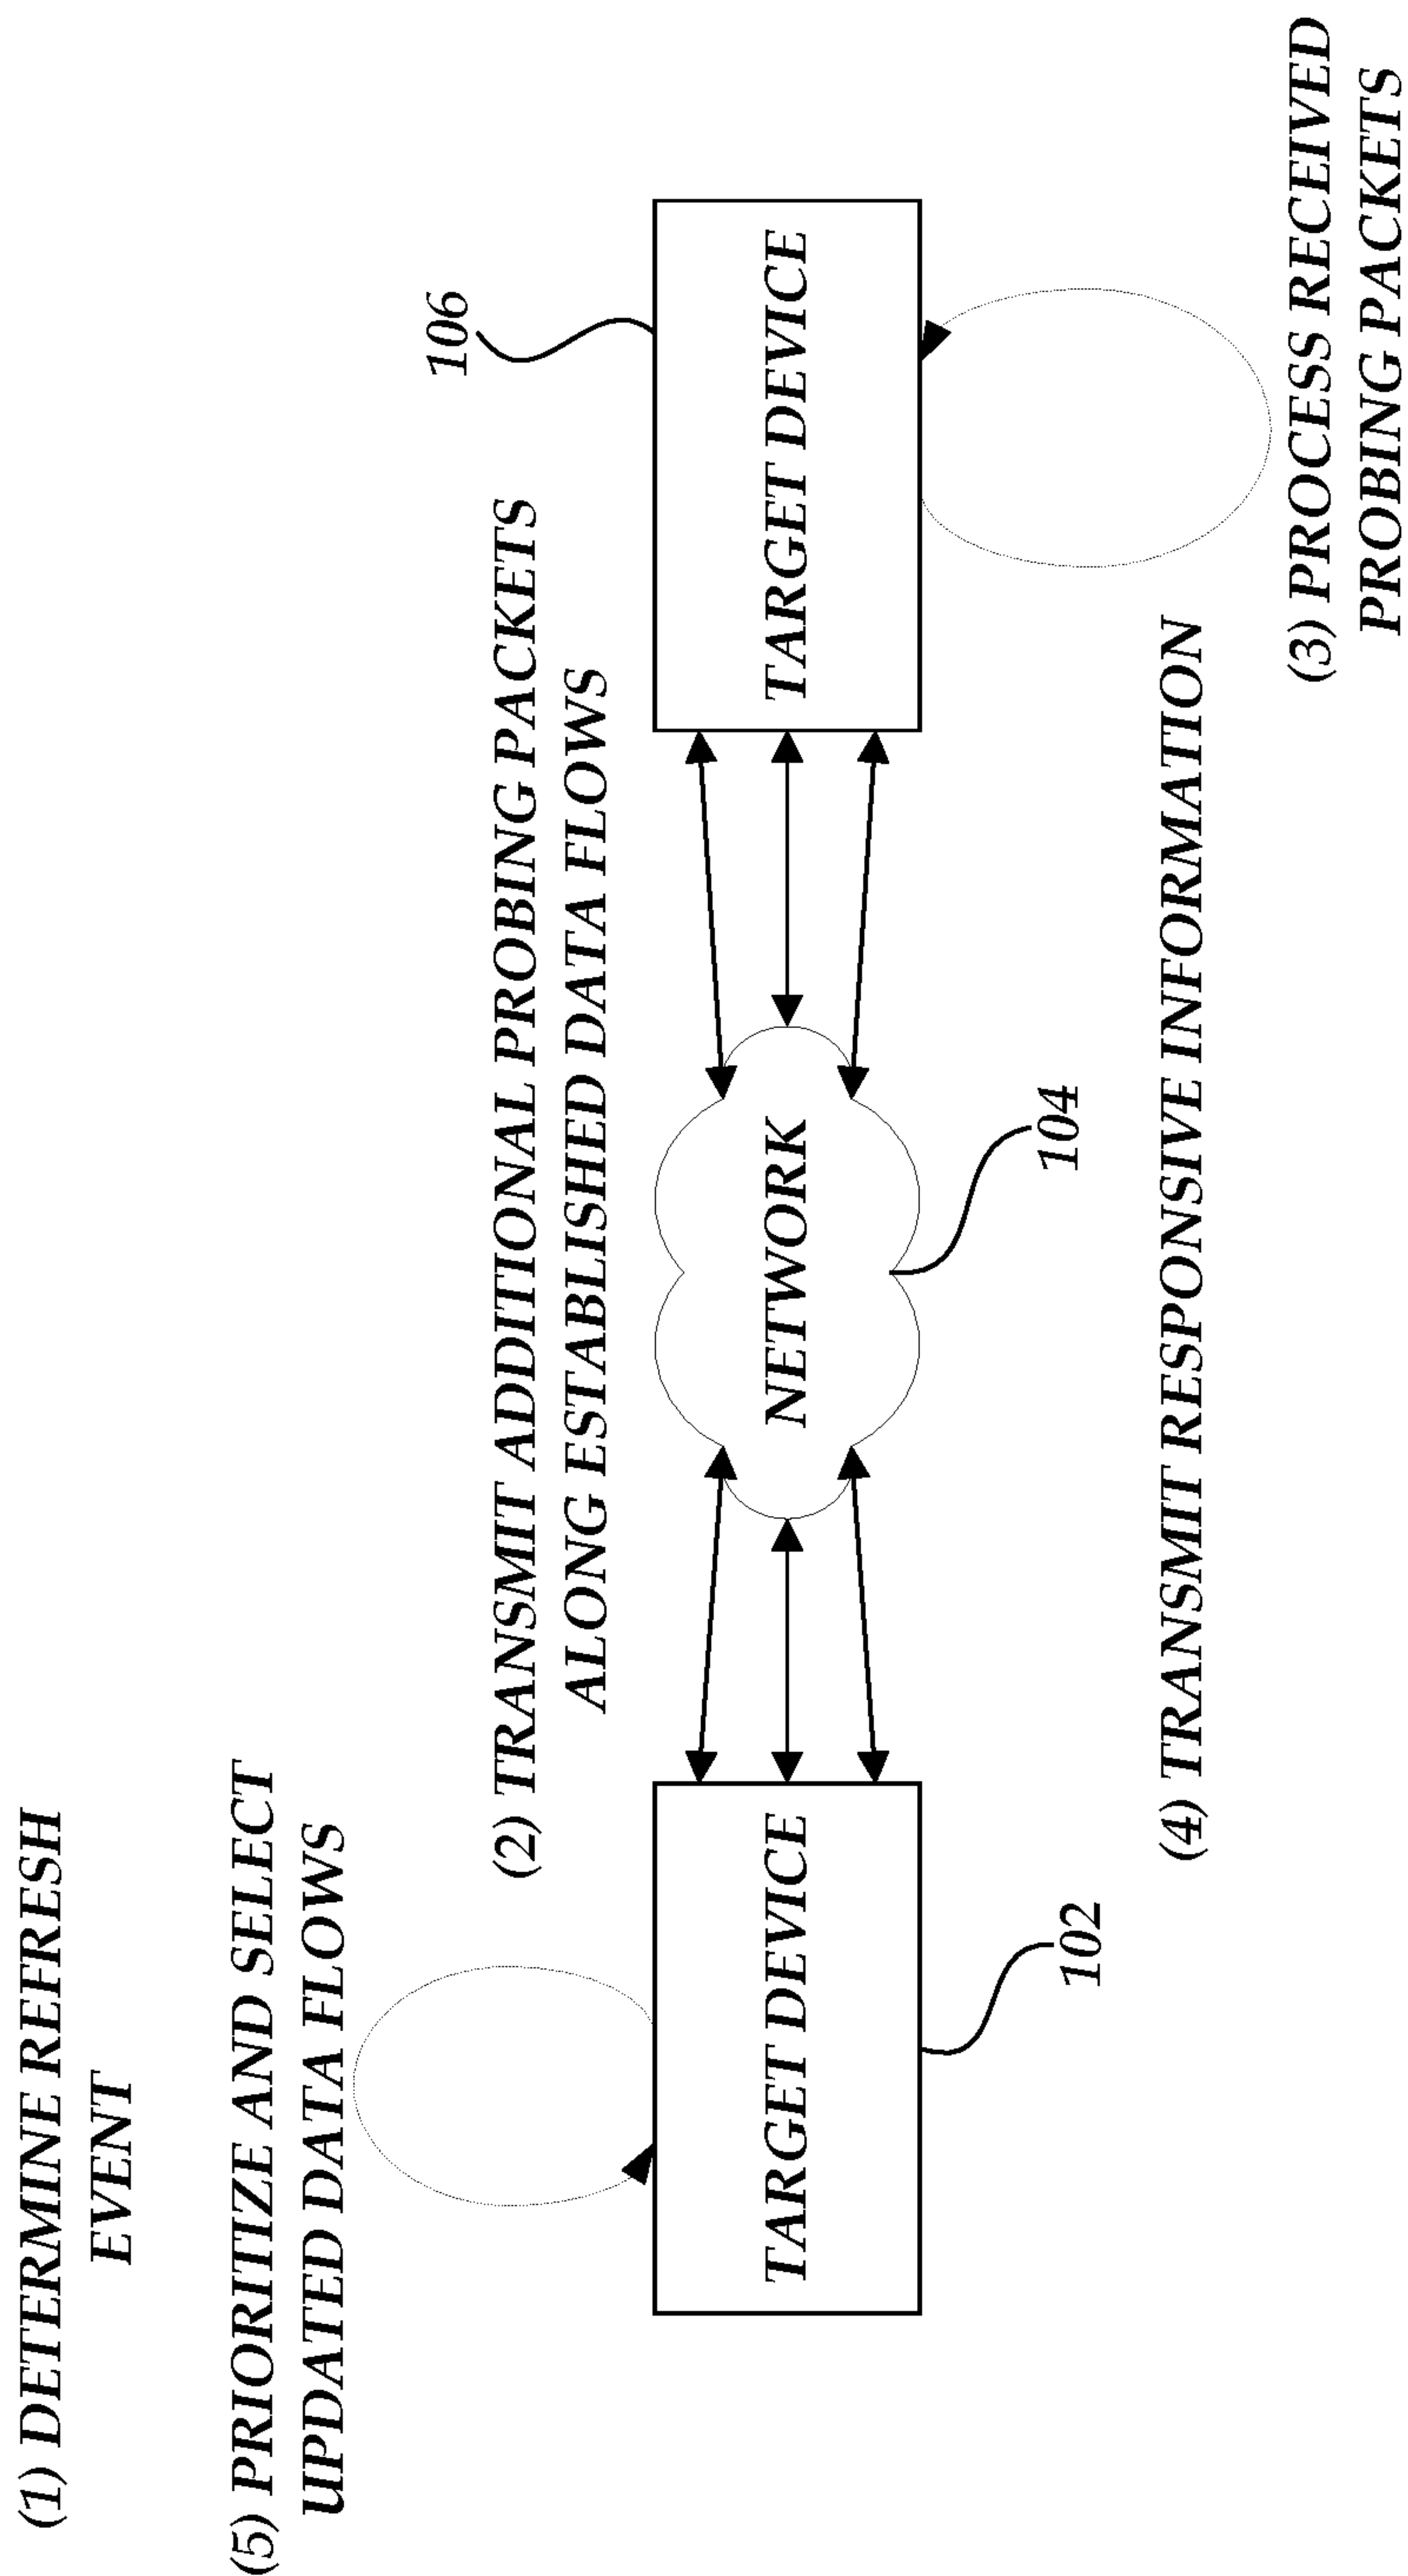 (1) DETERMINE REFRESH
EVENT
(5) PRIORITIZE AND SELECT
UPDATED DATA FLOWS
(2) TRANSMIT ADDITIONAL PROBING PACKETS
ALONG ESTABLISHED DATA FLOWS
106
TARGET DEVICE
NETWORK
TARGET DEVICE
104
102
(4) TRANSMIT RESPONSIVE INFORMATION
(3) PROCESS RECEIVED
PROBING PACKETS